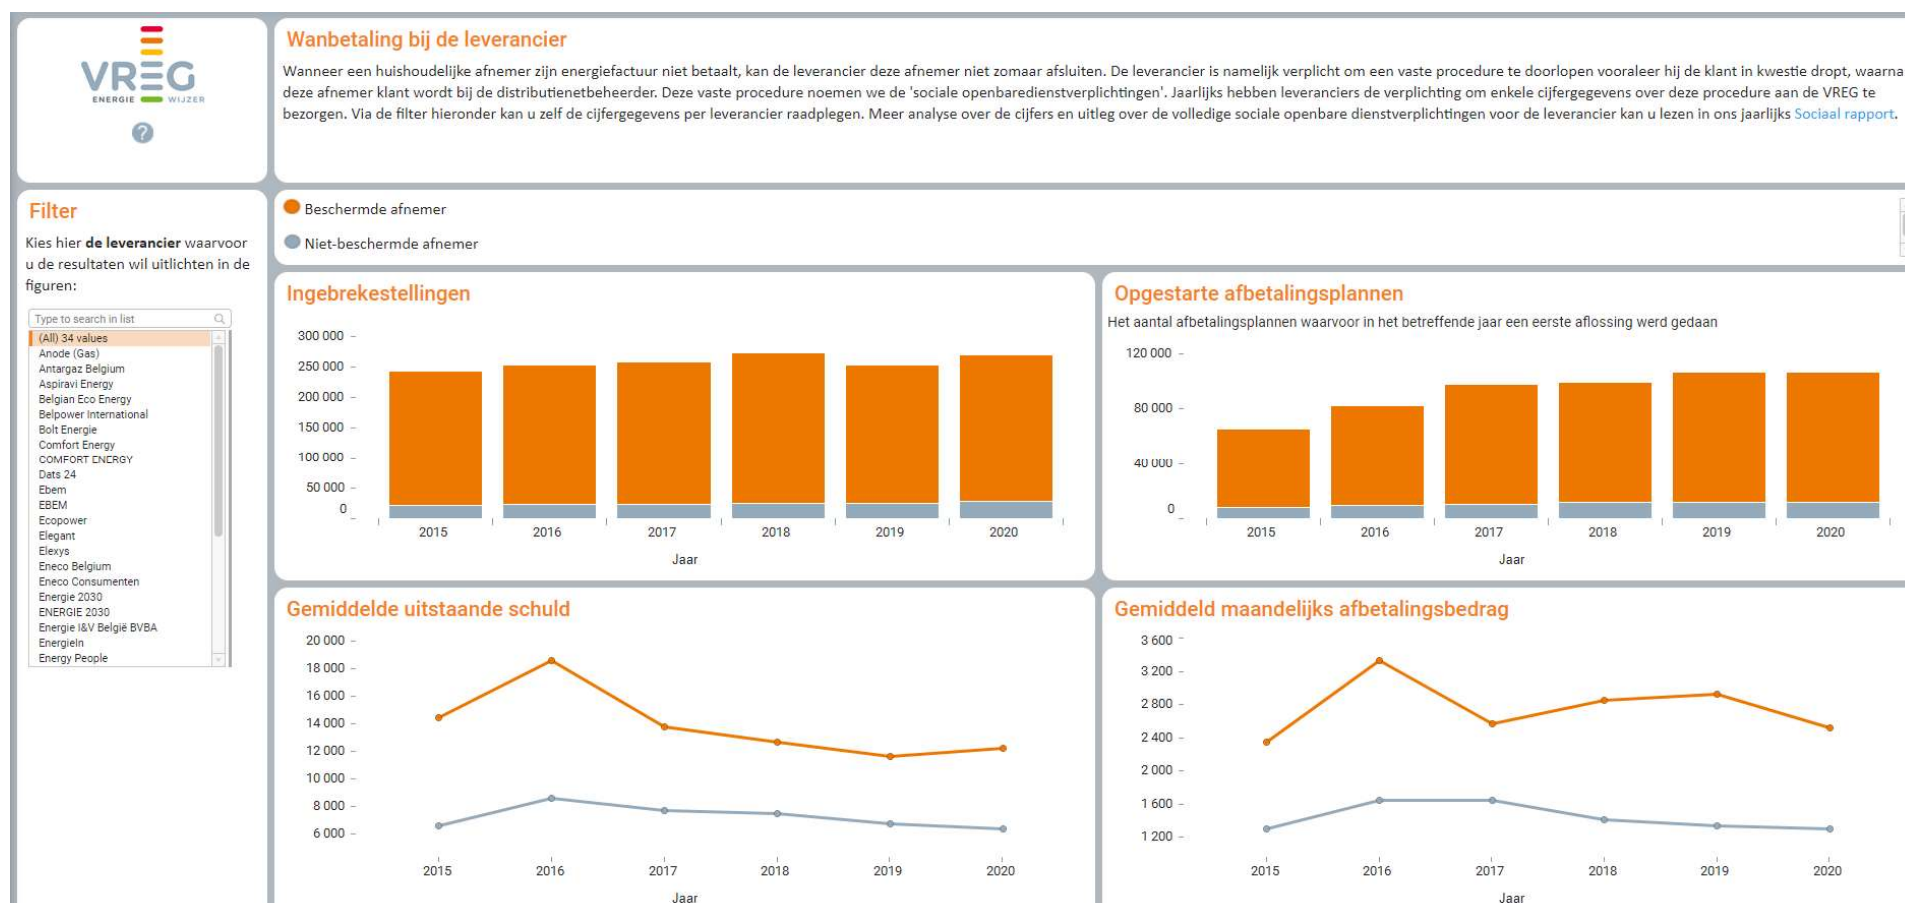 VREG
ENERGIE WIJZER
?
Wanbetaling bij de leverancier
Wanneer een huishoudelijke afnemer zijn energiefactuur niet betaalt, kan de leverancier deze afnemer niet zomaar afsluiten. De leverancier is namelijk verplicht om een vaste procedure te doorlopen vooraleer hij de klant in kwestie dropt, waarna
deze afnemer klant wordt bij de distributienetbeheerder. Deze vaste procedure noemen we de 'sociale openbaredienstverplichtingen'. Jaarlijks hebben leveranciers de verplichting om enkele cijfergegevens over deze procedure aan de VREG te
bezorgen. Via de filter hieronder kan u zelf de cijfergegevens per leverancier raadplegen. Meer analyse over de cijfers en uitleg over de volledige sociale openbare dienstverplichtingen voor de leverancier kan u lezen in ons jaarlijks Sociaal rapport.
Filter
Kies hier de leverancier waarvoor
u de resultaten wil uitlichten in de
figuren:
Type to search in list
(All) 34 values
Anode (Gas)
Antargaz Belgium
Aspiravi Energy
Belgian Eco Energy
Belpower International
Bolt Energie
Comfort Energy
COMFORT ENERGY
Dats 24
Ebem
EBEM
Ecopower
Elegant
Elexys
Eneco Belgium
Eneco Consumenten
Energie 2030
ENERGIE 2030
Energie I&V België BVBA
EnergieIn
Energy People
Beschermde afnemer
Niet-beschermde afnemer
Ingebrekestellingen
300 000
250 000
200 000
150 000
100 000
50 000
0
2015 2016 2017 2018 2019 2020
Jaar
Opgestarte afbetalingsplannen
Het aantal afbetalingsplannen waarvoor in het betreffende jaar een eerste aflossing werd gedaan
120 000
80 000
40 000
0
2015 2016 2017 2018 2019 2020
Jaar
Gemiddelde uitstaande schuld
20 000
18 000
16 000
14 000
12 000
10 000
8 000
6 000
2015 2016 2017 2018 2019 2020
Jaar
Gemiddeld maandelijks afbetalingsbedrag
3 600
3 200
2 800
2 400
2 000
1 600
1 200
2015 2016 2017 2018 2019 2020
Jaar